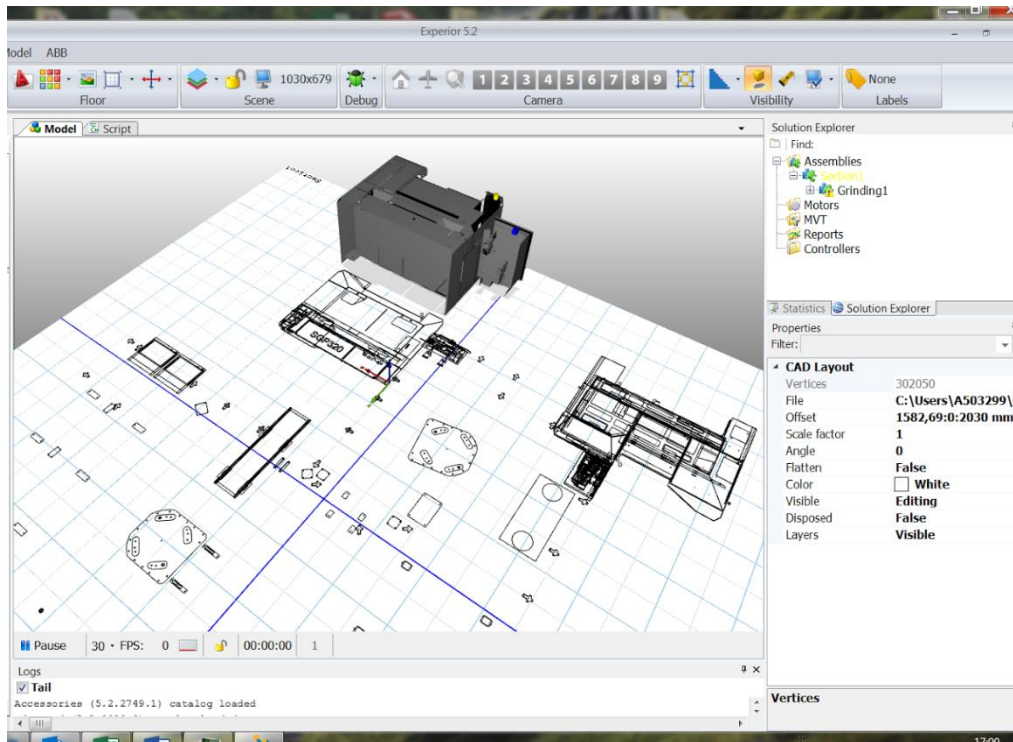 Experior 5.2
Model ABB
1030x679
1 2 3 4 5 6 7 8 9
None
Floor
Scene
Debug
Camera
Visibility
Labels
Model
Script
Section1
SGP320
Solution Explorer
Find:
Assemblies
Section1
Grinding1
Motors
MVT
Reports
Controllers
Statistics
Solution Explorer
Properties
Filter:
CAD Layout
Vertices 302050
File C:\Users\A503299\
Offset 1582,69:0:2030 mm
Scale factor 1
Angle 0
Flatten False
Color White
Visible Editing
Disposed False
Layers Visible
Pause 30 FPS: 0 00:00:00 1
Logs
Tail
Accessories (5.2.2749.1) catalog loaded
Vertices
17:00